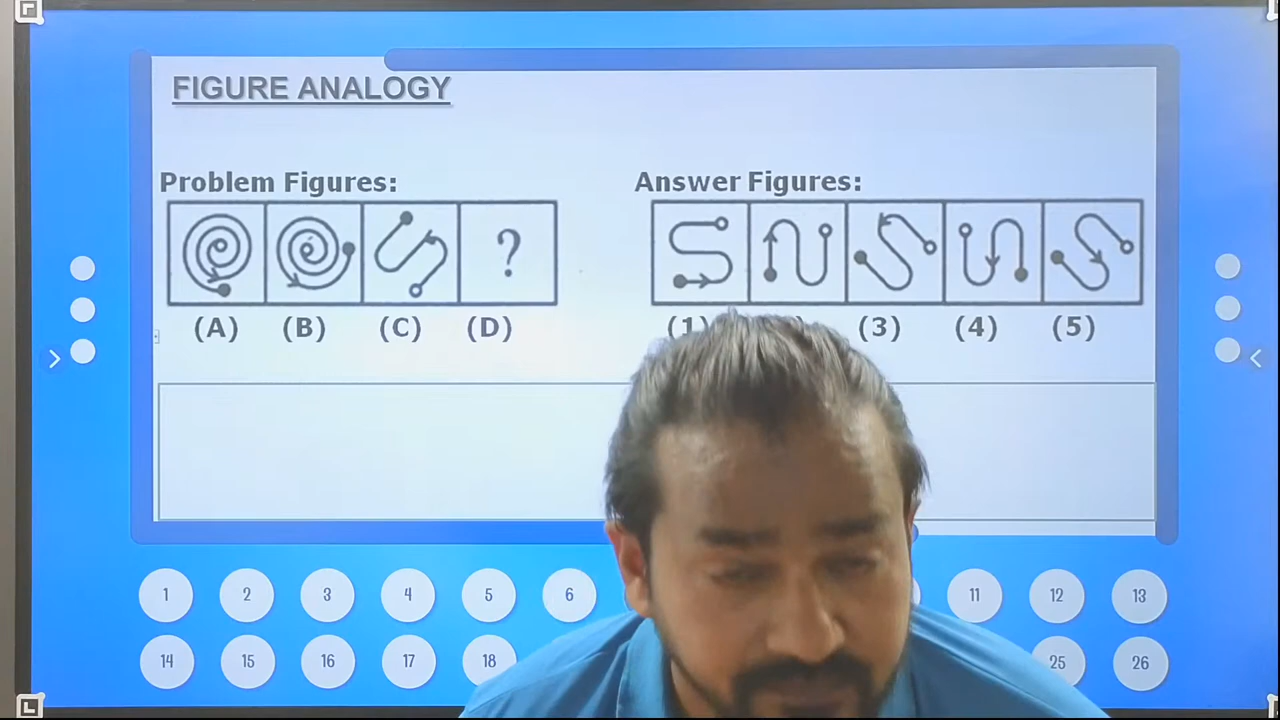 FIGURE ANALOGY
Problem Figures: Answer Figures:
?
(A) (B) (C) (D) (1) (3) (4) (5)
1 2 3 4 5 6 11 12 13
14 15 16 17 18 25 26